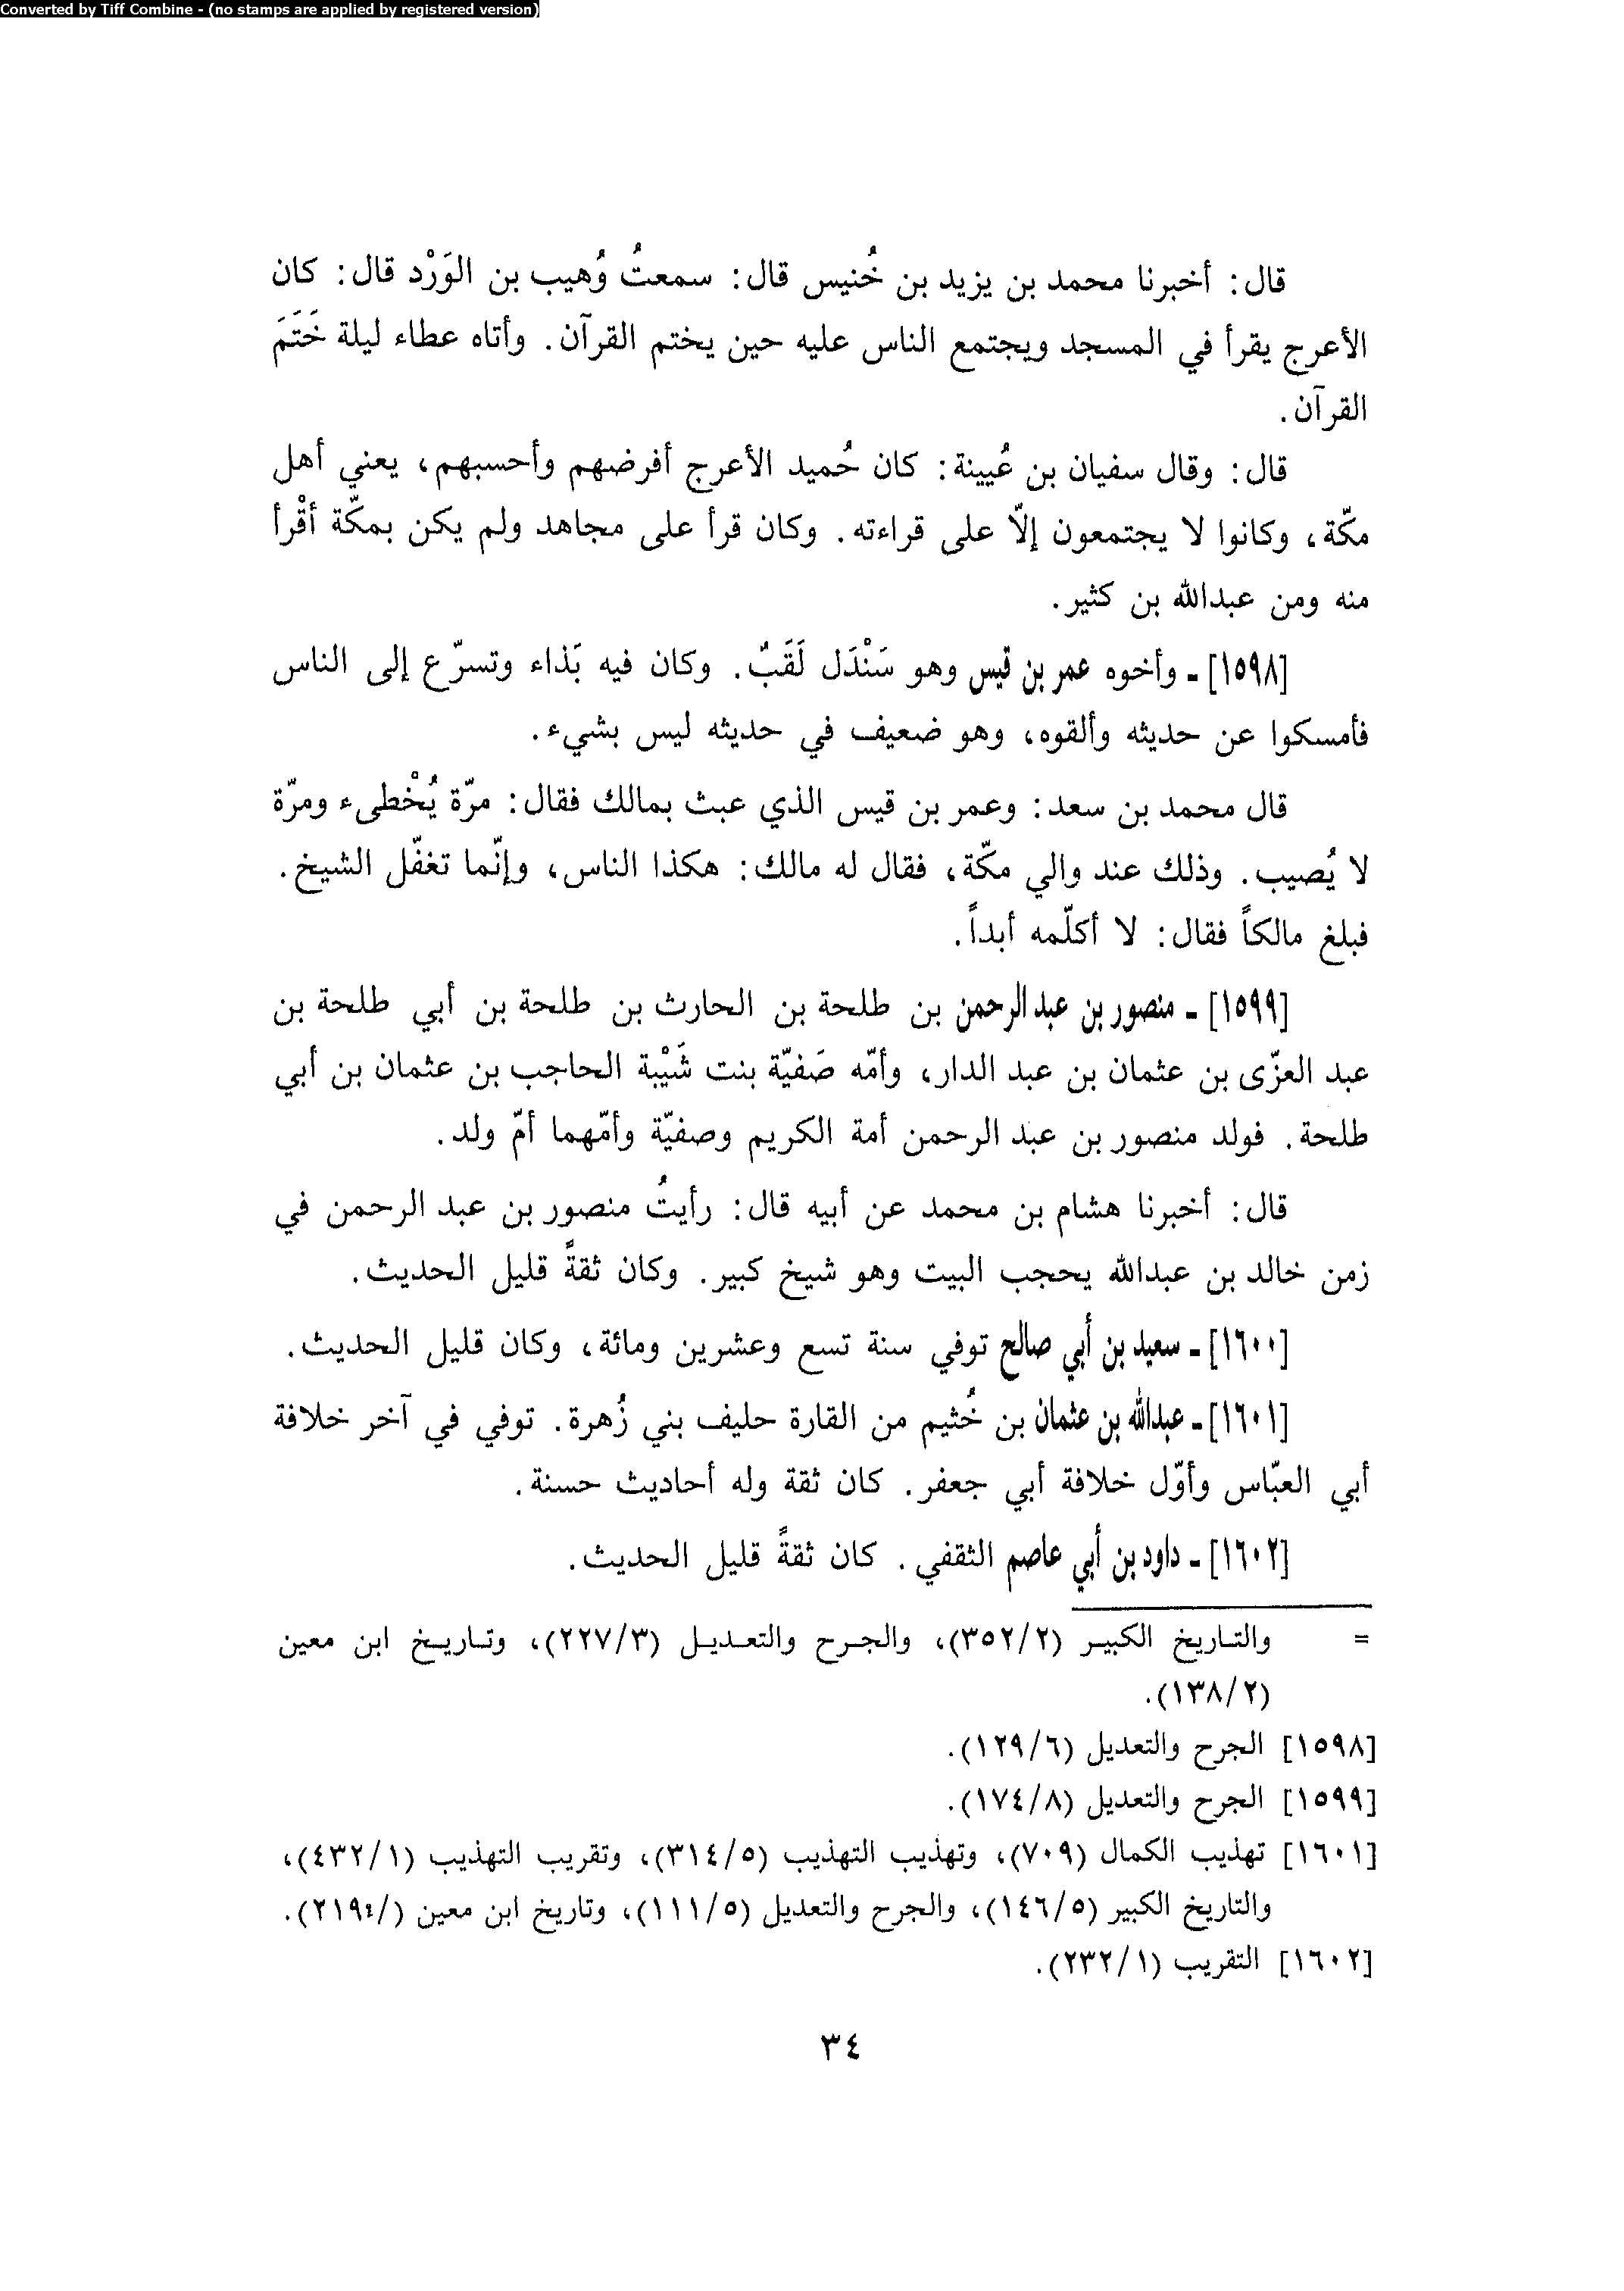 Converted by Tiff Combine - (no stamps are applied by registered version)
قال: أخبرنا محمد بن يزيد بن خُنيس قال: سمعتُ وُهيب بن الوَرْد قال: كان
الأعرج يقرأ في المسجد ويجتمع الناس عليه حين يختم القرآن. وأتاه عطاء ليلة خَتَمَ
القرآن.
قال: وقال سفيان بن عُيينة: كان حُميد الأعرج أفرضهم وأحسبهم، يعني أهل
مكّة، وكانوا لا يجتمعون إلّا على قراءته. وكان قرأ على مجاهد ولم يكن بمكّة أقْرأ
منه ومن عبدالله بن كثير.
[١٥٩٨] ـ وأخوه عمر بن قيس وهو سَنْدَل لَقَبٌ. وكان فيه بَذاء وتسرّع إلى الناس
فأمسكوا عن حديثه وألقوه، وهو ضعيف في حديثه ليس بشيء.
قال محمد بن سعد: وعمر بن قيس الذي عبث بمالك فقال: مرّة يُخْطىء ومرّة
لا يُصيب. وذلك عند والي مكّة، فقال له مالك: هكذا الناس، وإنّما تغفّل الشيخ.
فبلغ مالكاً فقال: لا أكلّمه أبداً.
[١٥٩٩] ـ منصور بن عبد الرحمن بن طلحة بن الحارث بن طلحة بن أبي طلحة بن
عبد العزّى بن عثمان بن عبد الدار، وأمّه صَفيّة بنت شَيْبة الحاجب بن عثمان بن أبي
طلحة. فولد منصور بن عبد الرحمن أمة الكريم وصفيّة وأمّهما أمّ ولد.
قال: أخبرنا هشام بن محمد عن أبيه قال: رأيتُ منصور بن عبد الرحمن في
زمن خالد بن عبدالله يحجب البيت وهو شيخ كبير. وكان ثقةً قليل الحديث.
[١٦٠٠] ـ سعيد بن أبي صالح توفي سنة تسع وعشرين ومائة، وكان قليل الحديث.
[١٦٠١] ـ عبدالله بن عثمان بن خُثيم من القارة حليف بني زُهرة. توفي في آخر خلافة
أبي العبّاس وأوّل خلافة أبي جعفر. كان ثقة وله أحاديث حسنة.
[١٦٠٢] ـ داود بن أبي عاصم الثقفي. كان ثقةً قليل الحديث.
= والتاريخ الكبير (٣٥٢/٢)، والجرح والتعديل (٢٢٧/٣)، وتاريخ ابن معين
(١٣٨/٢).
[١٥٩٨] الجرح والتعديل (١٢٩/٦).
[١٥٩٩] الجرح والتعديل (١٧٤/٨).
[١٦٠١] تهذيب الكمال (٧٠٩)، وتهذيب التهذيب (٣١٤/٥)، وتقريب التهذيب (٤٣٢/١)،
والتاريخ الكبير (١٤٦/٥)، والجرح والتعديل (١١١/٥)، وتاريخ ابن معين (/٢١٩٤).
[١٦٠٢] التقريب (٢٣٢/١).
٣٤